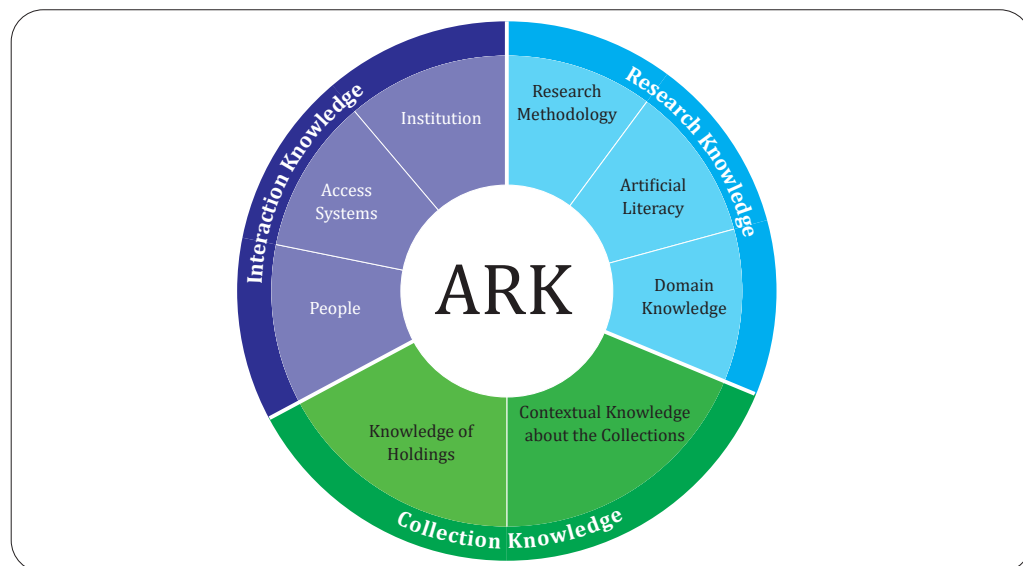 Interaction Knowledge
Research Knowledge
Institution
Research
Methodology
Access
Systems
Artificial
Literacy
People
ARK
Domain
Knowledge
Knowledge of
Holdings
Contextual Knowledge
about the Collections
Collection Knowledge